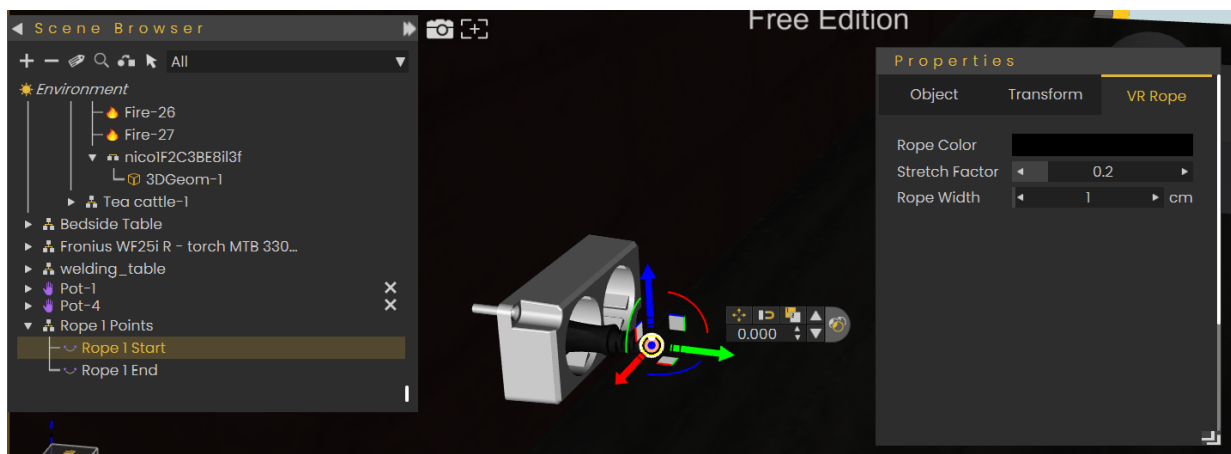 Scene Browser
All
Environment
Fire-26
Fire-27
nico1F2C3BE8il3f
3DGeom-1
Tea cattle-1
Bedside Table
Fronius WF25i R - torch MTB 330...
welding_table
Pot-1
Pot-4
Rope 1 Points
Rope 1 Start
Rope 1 End
Free Edition
0.000
Properties
Object Transform VR Rope
Rope Color
Stretch Factor 0.2
Rope Width 1 cm